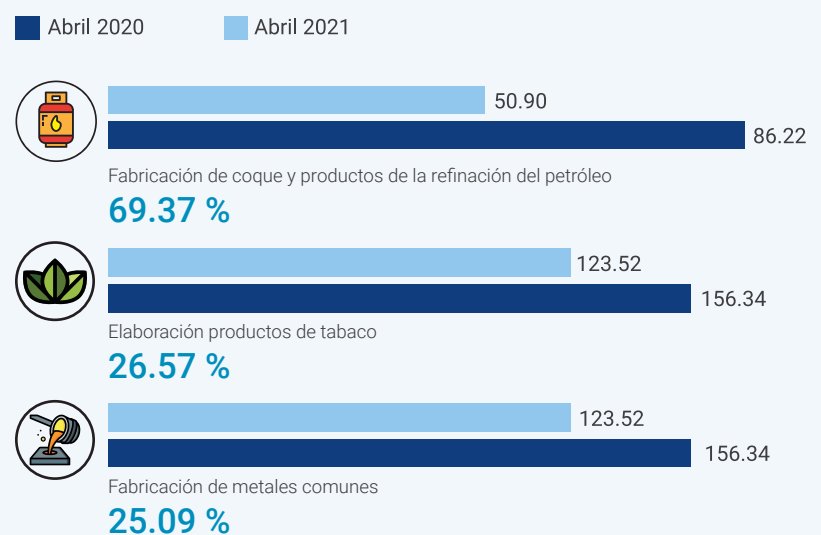 Abril 2020 Abril 2021
50.90
86.22
Fabricación de coque y productos de la refinación del petróleo
69.37 %
123.52
156.34
Elaboración productos de tabaco
26.57 %
123.52
156.34
Fabricación de metales comunes
25.09 %